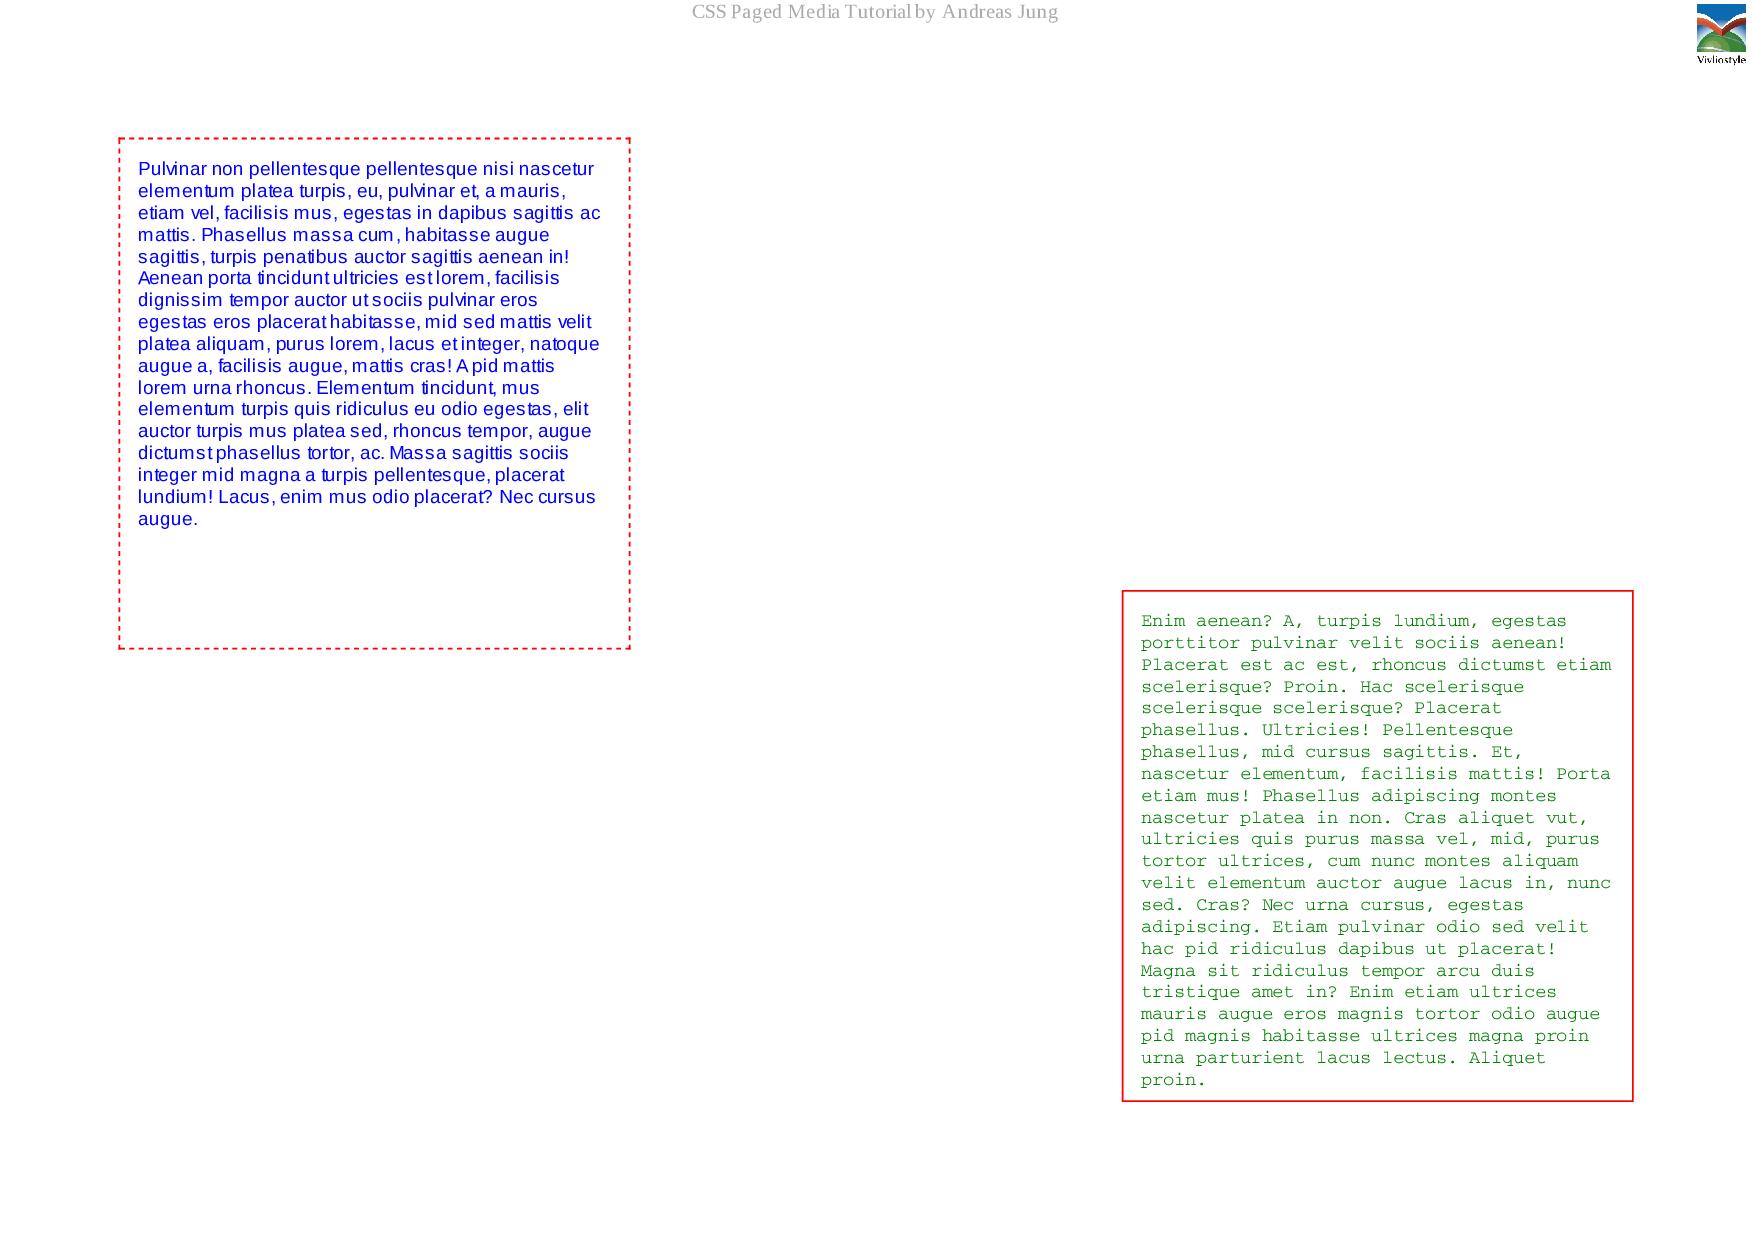 CSS Paged Media Tutorial by Andreas Jung
Vivliostyle
Pulvinar non pellentesque pellentesque nisi nascetur
elementum platea turpis, eu, pulvinar et, a mauris,
etiam vel, facilisis mus, egestas in dapibus sagittis ac
mattis. Phasellus massa cum, habitasse augue
sagittis, turpis penatibus auctor sagittis aenean in!
Aenean porta tincidunt ultricies est lorem, facilisis
dignissim tempor auctor ut sociis pulvinar eros
egestas eros placerat habitasse, mid sed mattis velit
platea aliquam, purus lorem, lacus et integer, natoque
augue a, facilisis augue, mattis cras! A pid mattis
lorem urna rhoncus. Elementum tincidunt, mus
elementum turpis quis ridiculus eu odio egestas, elit
auctor turpis mus platea sed, rhoncus tempor, augue
dictumst phasellus tortor, ac. Massa sagittis sociis
integer mid magna a turpis pellentesque, placerat
lundium! Lacus, enim mus odio placerat? Nec cursus
augue.
Enim aenean? A, turpis lundium, egestas
porttitor pulvinar velit sociis aenean!
Placerat est ac est, rhoncus dictumst etiam
scelerisque? Proin. Hac scelerisque
scelerisque scelerisque? Placerat
phasellus. Ultricies! Pellentesque
phasellus, mid cursus sagittis. Et,
nascetur elementum, facilisis mattis! Porta
etiam mus! Phasellus adipiscing montes
nascetur platea in non. Cras aliquet vut,
ultricies quis purus massa vel, mid, purus
tortor ultrices, cum nunc montes aliquam
velit elementum auctor augue lacus in, nunc
sed. Cras? Nec urna cursus, egestas
adipiscing. Etiam pulvinar odio sed velit
hac pid ridiculus dapibus ut placerat!
Magna sit ridiculus tempor arcu duis
tristique amet in? Enim etiam ultrices
mauris augue eros magnis tortor odio augue
pid magnis habitasse ultrices magna proin
urna parturient lacus lectus. Aliquet
proin.